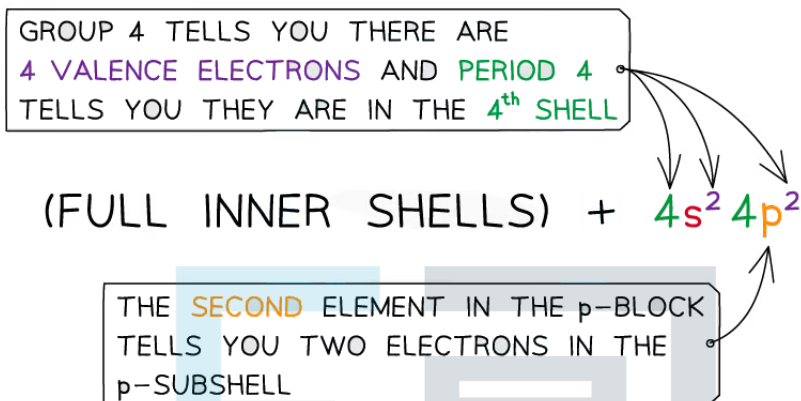 GROUP 4 TELLS YOU THERE ARE
4 VALENCE ELECTRONS AND PERIOD 4
TELLS YOU THEY ARE IN THE 4th SHELL
(FULL INNER SHELLS) + 4s² 4p²
THE SECOND ELEMENT IN THE p-BLOCK
TELLS YOU TWO ELECTRONS IN THE
p-SUBSHELL